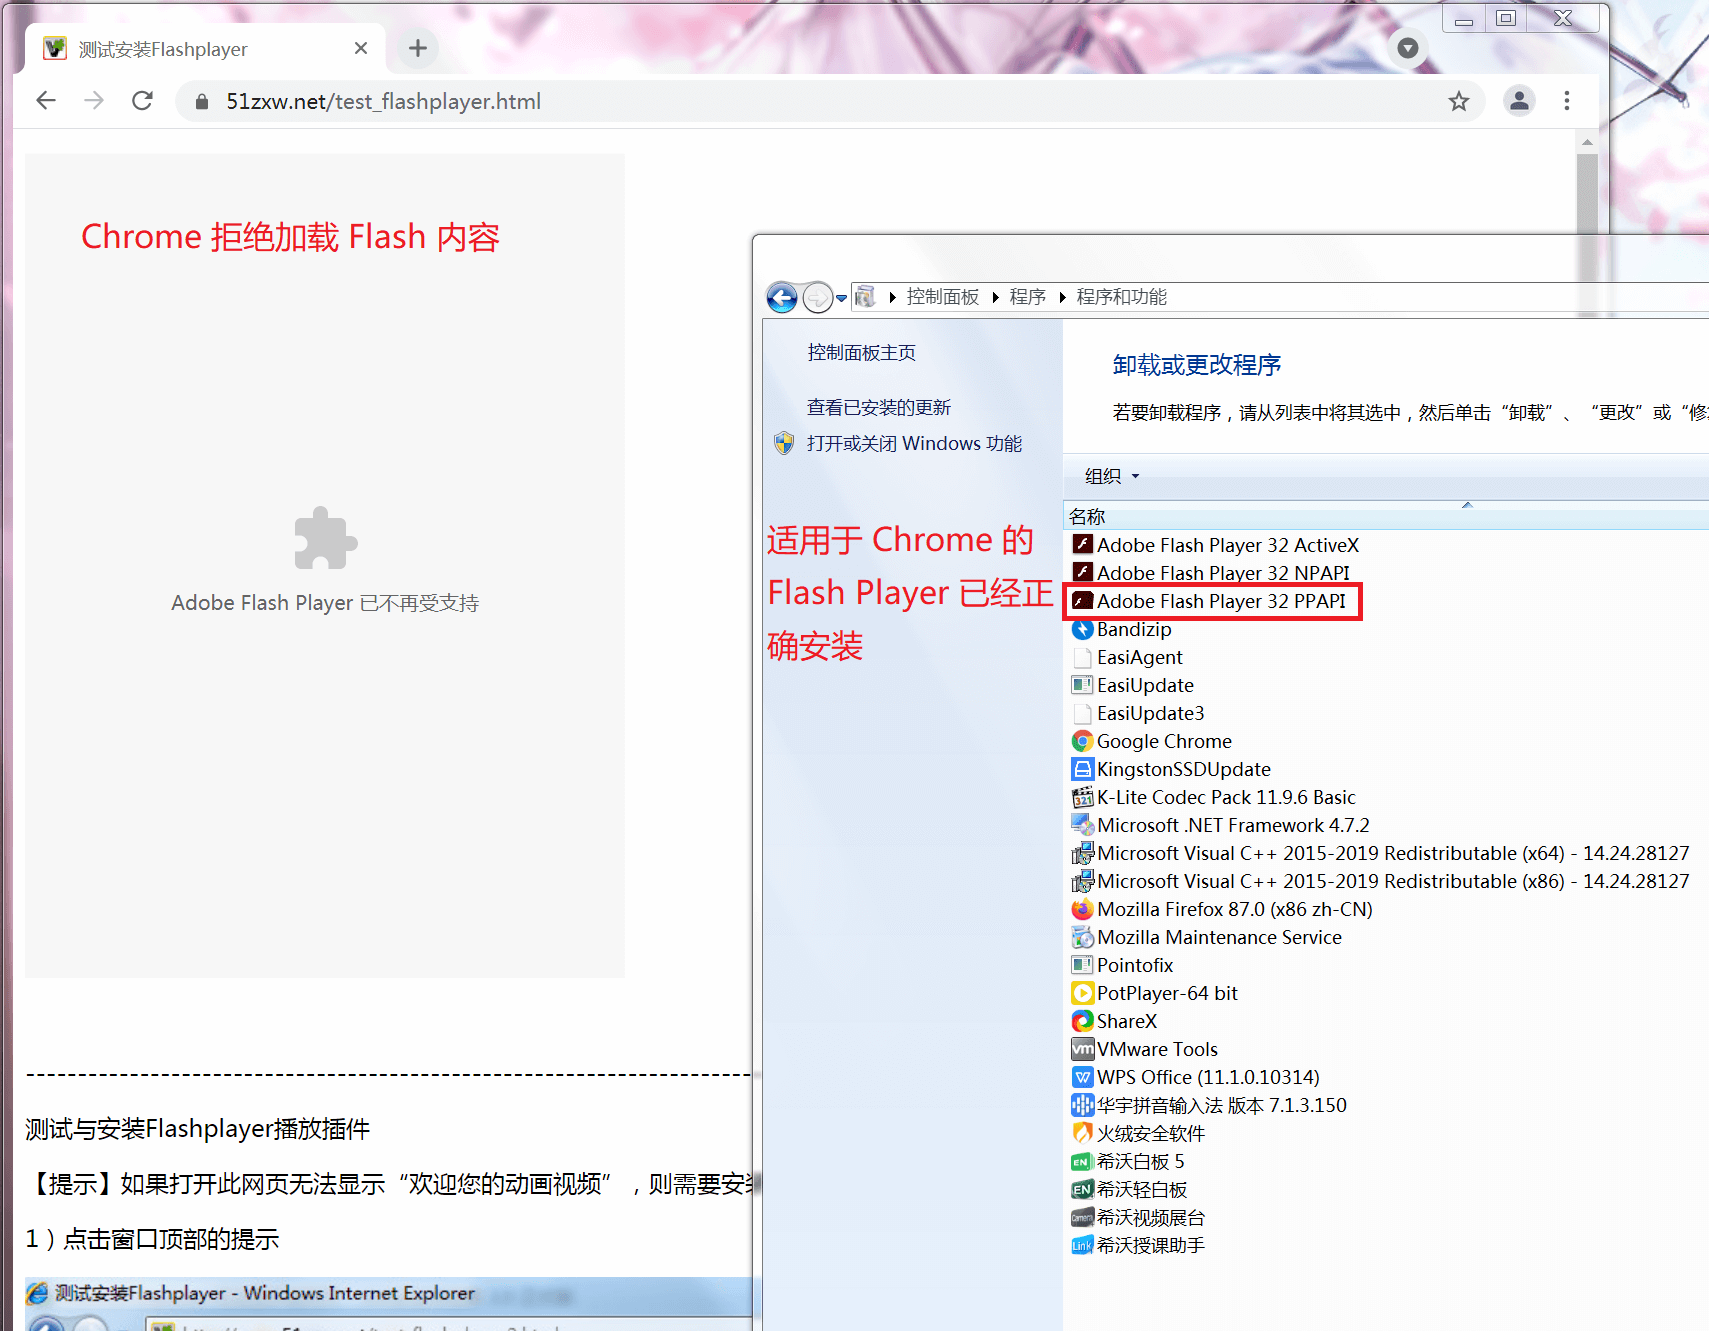 测试安装Flashplayer
51zxw.net/test_flashplayer.html
Chrome 拒绝加载 Flash 内容
Adobe Flash Player 已不再受支持
测试与安装Flashplayer播放插件
【提示】如果打开此网页无法显示“欢迎您的动画视频”，则需要安
1）点击窗口顶部的提示
测试安装Flashplayer - Windows Internet Explorer
控制面板 程序 程序和功能
控制面板主页
查看已安装的更新
打开或关闭 Windows 功能
适用于 Chrome 的
Flash Player 已经正
确安装
卸载或更改程序
若要卸载程序，请从列表中将其选中，然后单击“卸载”、“更改”或“修
组织
名称
Adobe Flash Player 32 ActiveX
Adobe Flash Player 32 NPAPI
Adobe Flash Player 32 PPAPI
Bandizip
EasiAgent
EasiUpdate
EasiUpdate3
Google Chrome
KingstonSSDUpdate
K-Lite Codec Pack 11.9.6 Basic
Microsoft .NET Framework 4.7.2
Microsoft Visual C++ 2015-2019 Redistributable (x64) - 14.24.28127
Microsoft Visual C++ 2015-2019 Redistributable (x86) - 14.24.28127
Mozilla Firefox 87.0 (x86 zh-CN)
Mozilla Maintenance Service
Pointofix
PotPlayer-64 bit
ShareX
VMware Tools
WPS Office (11.1.0.10314)
华宇拼音输入法 版本 7.1.3.150
火绒安全软件
希沃白板 5
希沃轻白板
希沃视频展台
希沃授课助手